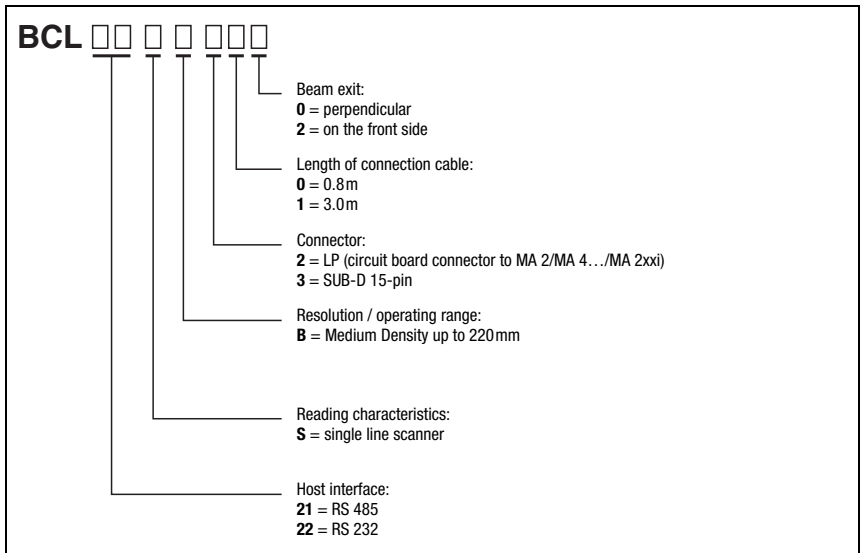 BCL □□ □ □ □□□
Beam exit:
0 = perpendicular
2 = on the front side
Length of connection cable:
0 = 0.8m
1 = 3.0m
Connector:
2 = LP (circuit board connector to MA 2/MA 4…/MA 2xxi)
3 = SUB-D 15-pin
Resolution / operating range:
B = Medium Density up to 220mm
Reading characteristics:
S = single line scanner
Host interface:
21 = RS 485
22 = RS 232